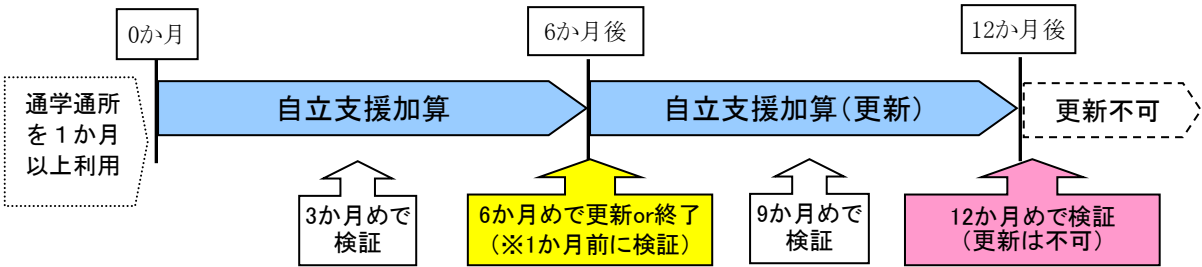 0か月
6か月後
12か月後
通学通所
を１か月
以上利用
自立支援加算
自立支援加算（更新）
更新不可
3か月めで
検証
6か月めで更新or終了
（※1か月前に検証）
9か月めで
検証
12か月めで検証
（更新は不可）